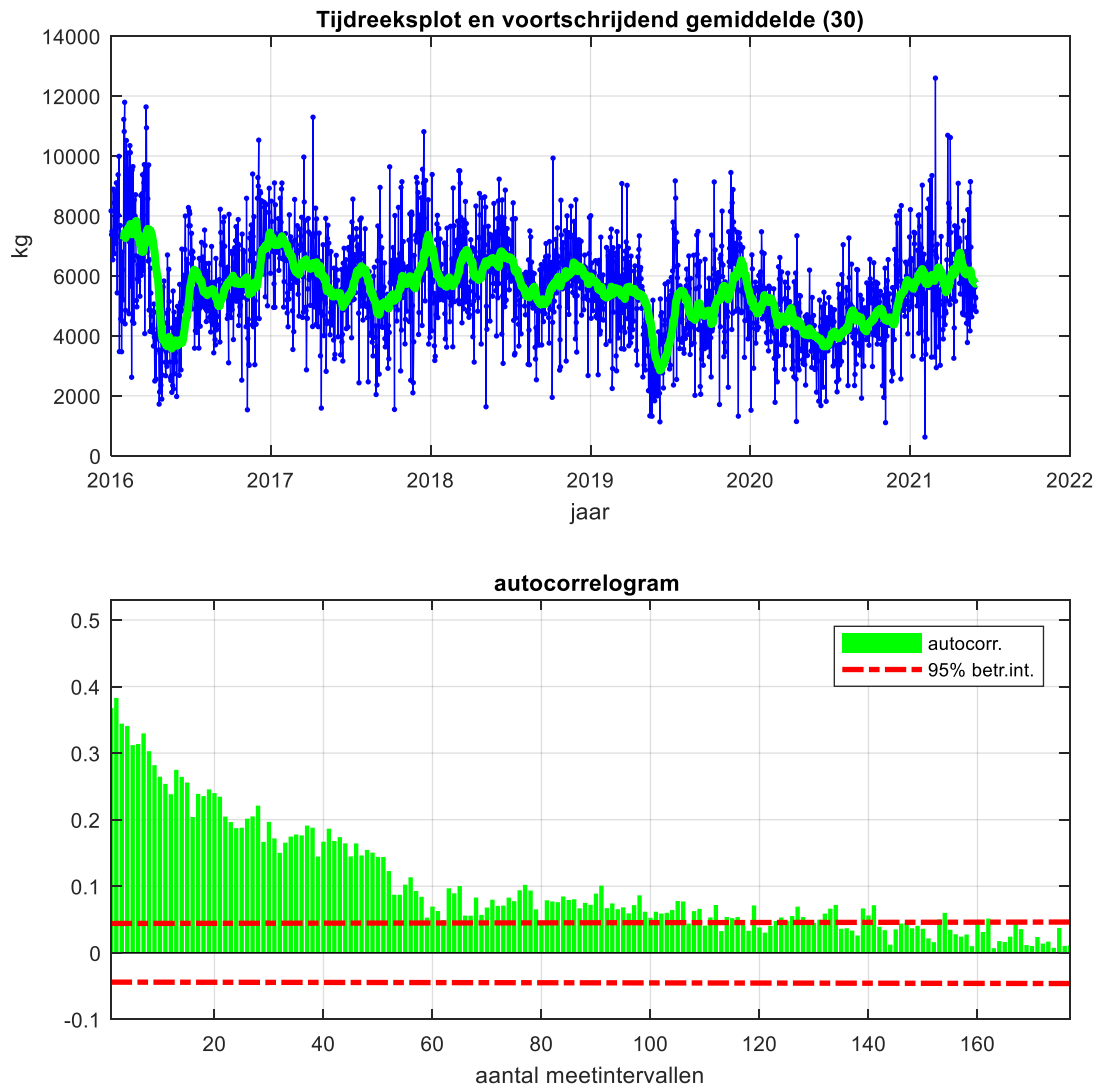 Tijdreeksplot en voortschrijdend gemiddelde (30)
14000
12000
10000
8000
6000
4000
2000
0
kg
2016 2017 2018 2019 2020 2021 2022
jaar
autocorrelogram
0.5
0.4
0.3
0.2
0.1
0
-0.1
autocorr.
95% betr.int.
20 40 60 80 100 120 140 160
aantal meetintervallen